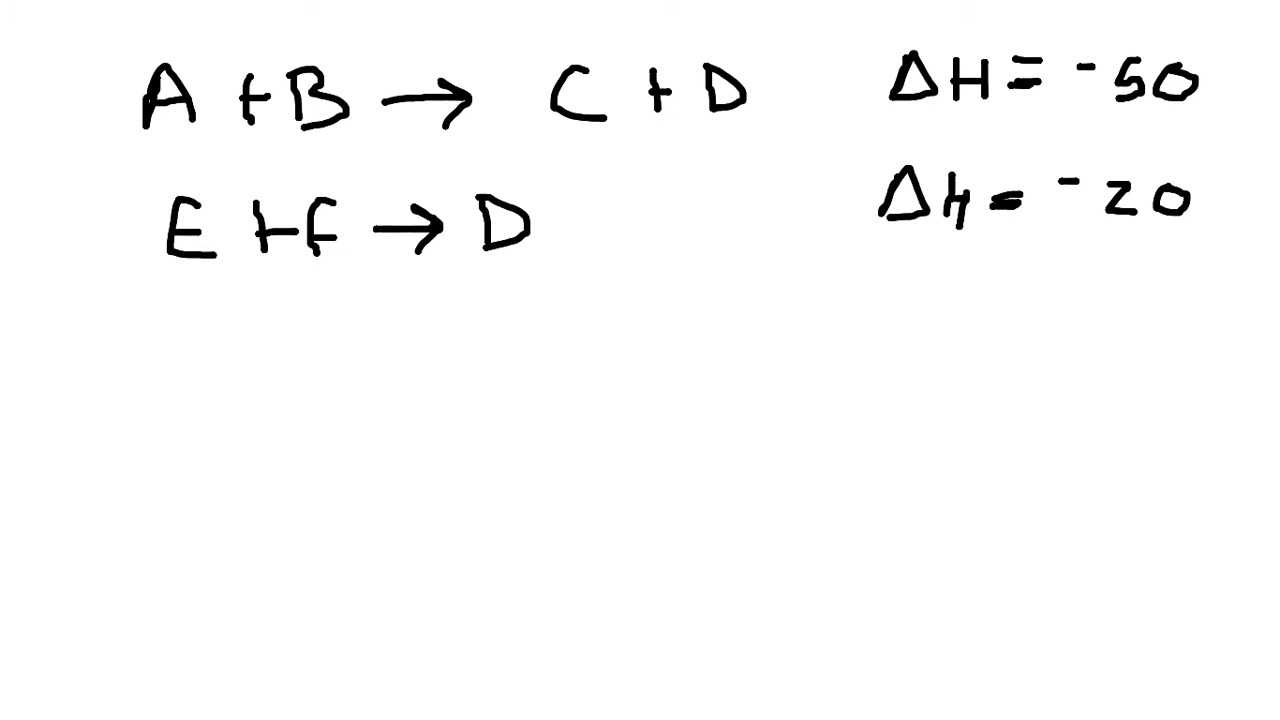 A + B → C + D ΔH = -50
E + F → D ΔH = -20